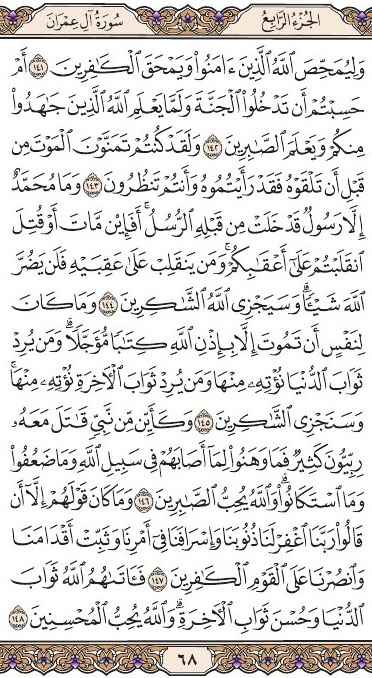 الجزء الرابع سورة آل عمران
وَلِيُمَحِّصَ ٱللَّهُ ٱلَّذِينَ ءَامَنُوا۟ وَيَمْحَقَ ٱلْكَـٰفِرِينَ ١٤١ أَمْ
حَسِبْتُمْ أَن تَدْخُلُوا۟ ٱلْجَنَّةَ وَلَمَّا يَعْلَمِ ٱللَّهُ ٱلَّذِينَ جَـٰهَدُوا۟
مِنكُمْ وَيَعْلَمَ ٱلصَّـٰبِرِينَ ١٤٢ وَلَقَدْ كُنتُمْ تَمَنَّوْنَ ٱلْمَوْتَ مِن
قَبْلِ أَن تَلْقَوْهُ فَقَدْ رَأَيْتُمُوهُ وَأَنتُمْ تَنظُرُونَ ١٤٣ وَمَا مُحَمَّدٌ
إِلَّا رَسُولٌ قَدْ خَلَتْ مِن قَبْلِهِ ٱلرُّسُلُ ۚ أَفَإِي۟ن مَّاتَ أَوْ قُتِلَ
ٱنقَلَبْتُمْ عَلَىٰٓ أَعْقَـٰبِكُمْ ۚ وَمَن يَنقَلِبْ عَلَىٰ عَقِبَيْهِ فَلَن يَضُرَّ
ٱللَّهَ شَيْـًٔا ۗ وَسَيَجْزِى ٱللَّهُ ٱلشَّـٰكِرِينَ ١٤٤ وَمَا كَانَ
لِنَفْسٍ أَن تَمُوتَ إِلَّا بِإِذْنِ ٱللَّهِ كِتَـٰبًا مُّؤَجَّلًا ۗ وَمَن يُرِدْ
ثَوَابَ ٱلدُّنْيَا نُؤْتِهِۦ مِنْهَا وَمَن يُرِدْ ثَوَابَ ٱلْـَٔاخِرَةِ نُؤْتِهِۦ مِنْهَا ۚ
وَسَنَجْزِى ٱلشَّـٰكِرِينَ ١٤٥ وَكَأَيِّن مِّن نَّبِىٍّ قَـٰتَلَ مَعَهُۥ
رِبِّيُّونَ كَثِيرٌ فَمَا وَهَنُوا۟ لِمَآ أَصَابَهُمْ فِى سَبِيلِ ٱللَّهِ وَمَا ضَعُفُوا۟
وَمَا ٱسْتَكَانُوا۟ ۗ وَٱللَّهُ يُحِبُّ ٱلصَّـٰبِرِينَ ١٤٦ وَمَا كَانَ قَوْلَهُمْ إِلَّآ أَن
قَالُوا۟ رَبَّنَا ٱغْفِرْ لَنَا ذُنُوبَنَا وَإِسْرَافَنَا فِىٓ أَمْرِنَا وَثَبِّتْ أَقْدَامَنَا
وَٱنصُرْنَا عَلَى ٱلْقَوْمِ ٱلْكَـٰفِرِينَ ١٤٧ فَـَٔاتَىٰهُمُ ٱللَّهُ ثَوَابَ
ٱلدُّنْيَا وَحُسْنَ ثَوَابِ ٱلْـَٔاخِرَةِ ۗ وَٱللَّهُ يُحِبُّ ٱلْمُحْسِنِينَ ١٤٨
٦٨